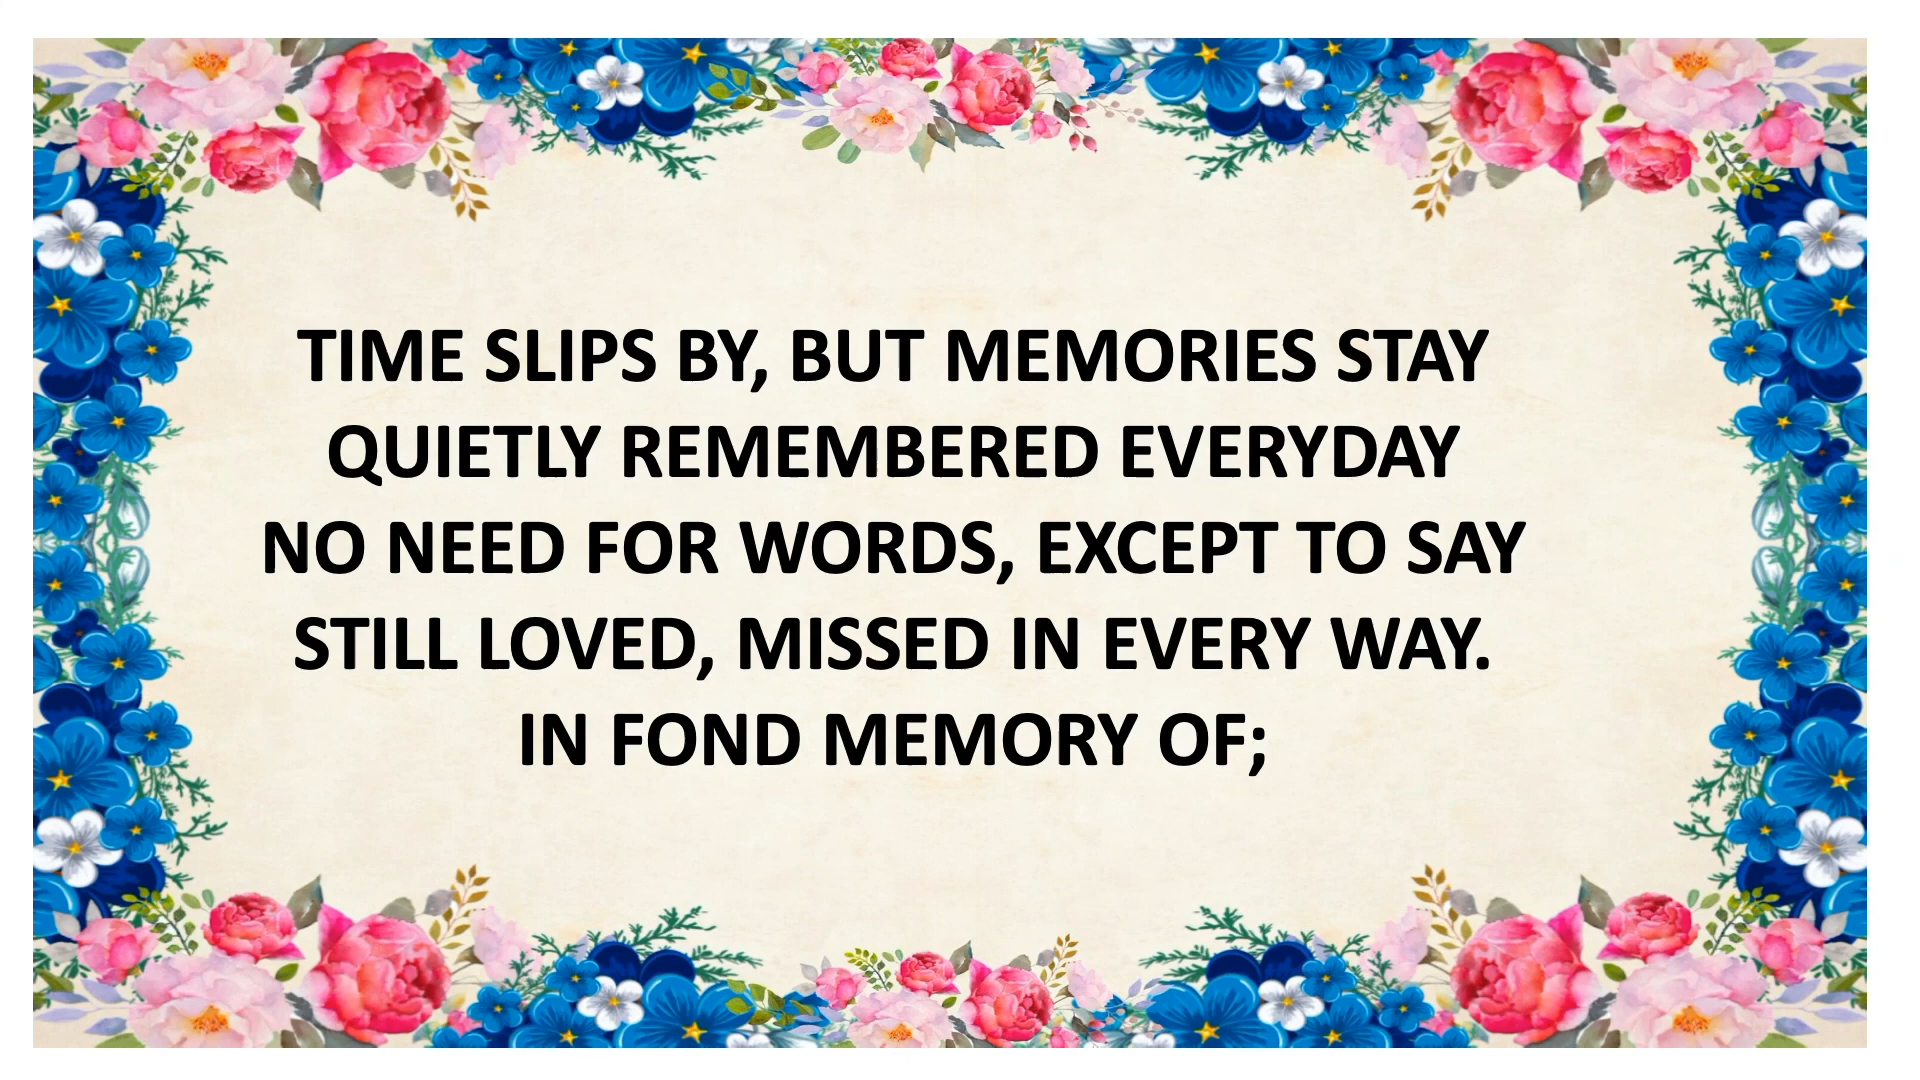 TIME SLIPS BY, BUT MEMORIES STAY
QUIETLY REMEMBERED EVERYDAY
NO NEED FOR WORDS, EXCEPT TO SAY
STILL LOVED, MISSED IN EVERY WAY.
IN FOND MEMORY OF;